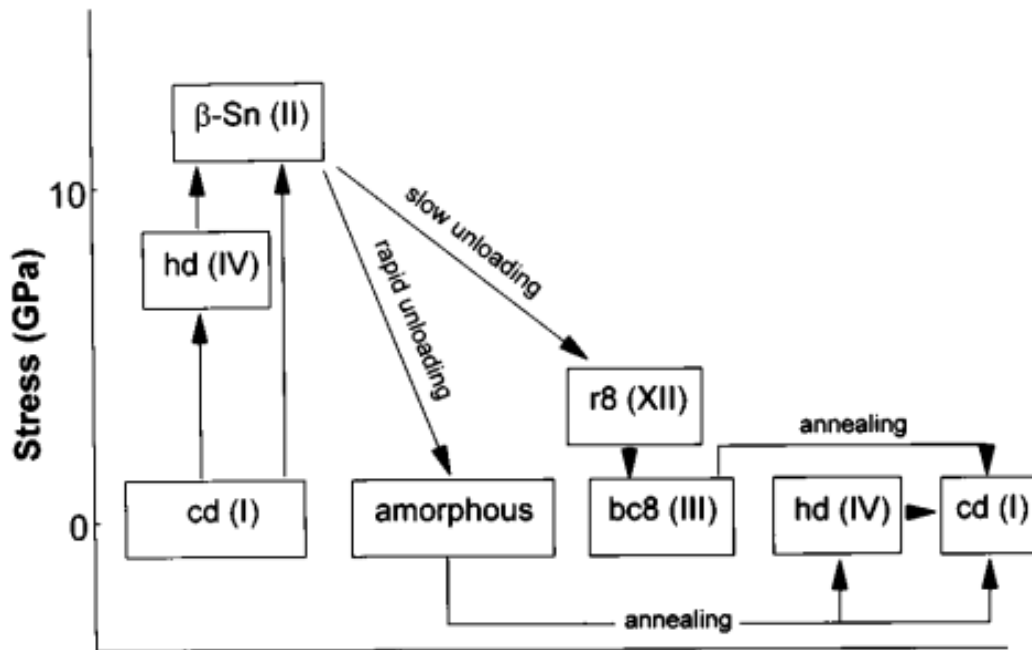 β-Sn (II)
10
slow unloading
hd (IV)
rapid unloading
Stress (GPa)
r8 (XII)
annealing
cd (I)
amorphous
bc8 (III)
hd (IV)
cd (I)
0
annealing